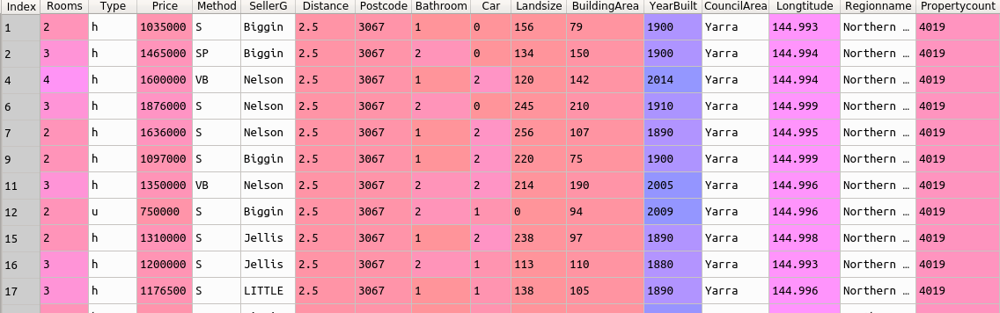 Index Rooms Type Price Method SellerG Distance Postcode Bathroom Car Landsize BuildingArea YearBuilt CouncilArea Longtitude Regionname Propertycount
1 2 h 1035000 S Biggin 2.5 3067 1 0 156 79 1900 Yarra 144.993 Northern … 4019
2 3 h 1465000 SP Biggin 2.5 3067 2 0 134 150 1900 Yarra 144.994 Northern … 4019
4 4 h 1600000 VB Nelson 2.5 3067 1 2 120 142 2014 Yarra 144.994 Northern … 4019
6 3 h 1876000 S Nelson 2.5 3067 2 0 245 210 1910 Yarra 144.999 Northern … 4019
7 2 h 1636000 S Nelson 2.5 3067 1 2 256 107 1890 Yarra 144.995 Northern … 4019
9 2 h 1097000 S Biggin 2.5 3067 1 2 220 75 1900 Yarra 144.999 Northern … 4019
11 3 h 1350000 VB Nelson 2.5 3067 2 2 214 190 2005 Yarra 144.996 Northern … 4019
12 2 u 750000 S Biggin 2.5 3067 2 1 0 94 2009 Yarra 144.996 Northern … 4019
15 2 h 1310000 S Jellis 2.5 3067 1 2 238 97 1890 Yarra 144.998 Northern … 4019
16 3 h 1200000 S Jellis 2.5 3067 2 1 113 110 1880 Yarra 144.993 Northern … 4019
17 3 h 1176500 S LITTLE 2.5 3067 1 1 138 105 1890 Yarra 144.996 Northern … 4019